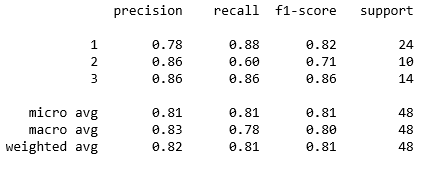 precision recall f1-score support
1 0.78 0.88 0.82 24
2 0.86 0.60 0.71 10
3 0.86 0.86 0.86 14
micro avg 0.81 0.81 0.81 48
macro avg 0.83 0.78 0.80 48
weighted avg 0.82 0.81 0.81 48